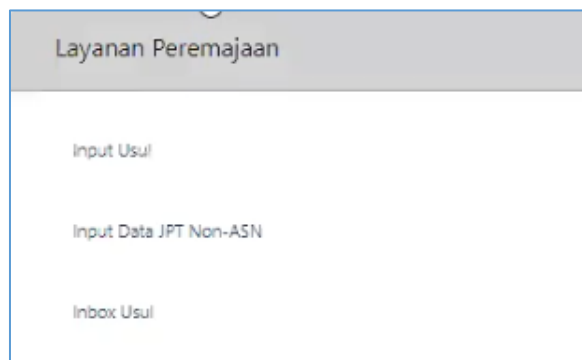 Layanan Peremajaan
Input Usul
Input Data JPT Non-ASN
Inbox Usul